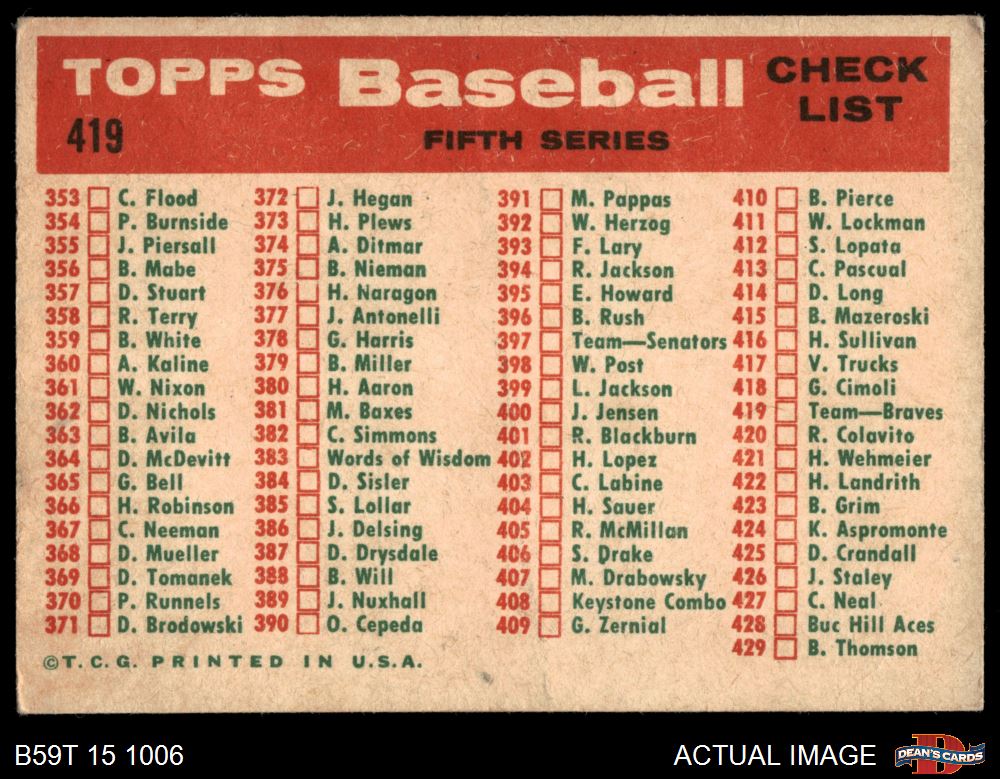 TOPPS Baseball CHECK LIST
419 FIFTH SERIES
353 C. Flood
354 P. Burnside
355 J. Piersall
356 B. Mabe
357 D. Stuart
358 R. Terry
359 B. White
360 A. Kaline
361 W. Nixon
362 D. Nichols
363 B. Avila
364 D. McDevitt
365 G. Bell
366 H. Robinson
367 C. Neeman
368 D. Mueller
369 D. Tomanek
370 P. Runnels
371 D. Brodowski
372 J. Hegan
373 H. Plews
374 A. Ditmar
375 B. Nieman
376 H. Naragon
377 J. Antonelli
378 G. Harris
379 B. Miller
380 H. Aaron
381 M. Baxes
382 C. Simmons
383 Words of Wisdom
384 D. Sisler
385 S. Lollar
386 J. Delsing
387 D. Drysdale
388 B. Will
389 J. Nuxhall
390 O. Cepeda
391 M. Pappas
392 W. Herzog
393 F. Lary
394 R. Jackson
395 E. Howard
396 B. Rush
397 Team—Senators
398 W. Post
399 L. Jackson
400 J. Jensen
401 R. Blackburn
402 H. Lopez
403 C. Labine
404 H. Sauer
405 R. McMillan
406 S. Drake
407 M. Drabowsky
408 Keystone Combo
409 G. Zernial
410 B. Pierce
411 W. Lockman
412 S. Lopata
413 C. Pascual
414 D. Long
415 B. Mazeroski
416 H. Sullivan
417 V. Trucks
418 G. Cimoli
419 Team—Braves
420 R. Colavito
421 H. Wehmeier
422 H. Landrith
423 B. Grim
424 K. Aspromonte
425 D. Crandall
426 J. Staley
427 C. Neal
428 Buc Hill Aces
429 B. Thomson
©T.C.G. PRINTED IN U.S.A.
B59T 15 1006
ACTUAL IMAGE
D
DEAN'S CARDS